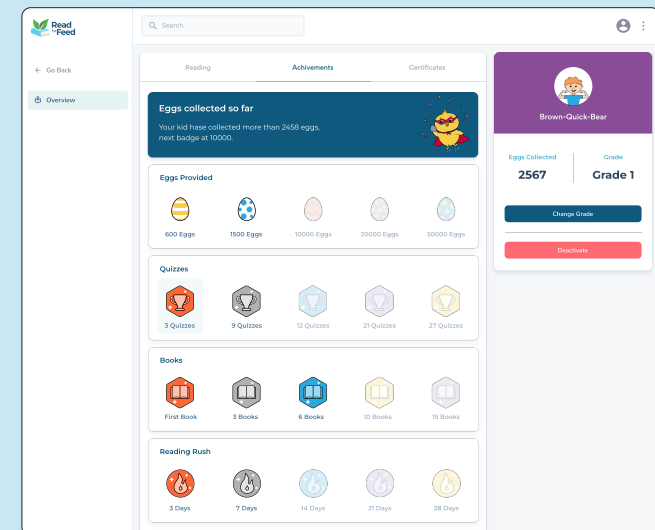 Read
to Feed
Search
Go Back
Overview
Reading
Achivements
Certificates
Eggs collected so far
Your kid hase collected more than 2458 eggs,
next badge at 10000.
Eggs Provided
600 Eggs
1500 Eggs
10000 Eggs
20000 Eggs
50000 Eggs
Quizzes
3 Quizzes
9 Quizzes
12 Quizzes
21 Quizzes
27 Quizzes
Books
First Book
3 Books
6 Books
10 Books
15 Books
Reading Rush
3 Days
7 Days
14 Days
21 Days
28 Days
Brown-Quick-Bear
Eggs Collected
Grade
2567
Grade 1
Change Grade
Deactivate